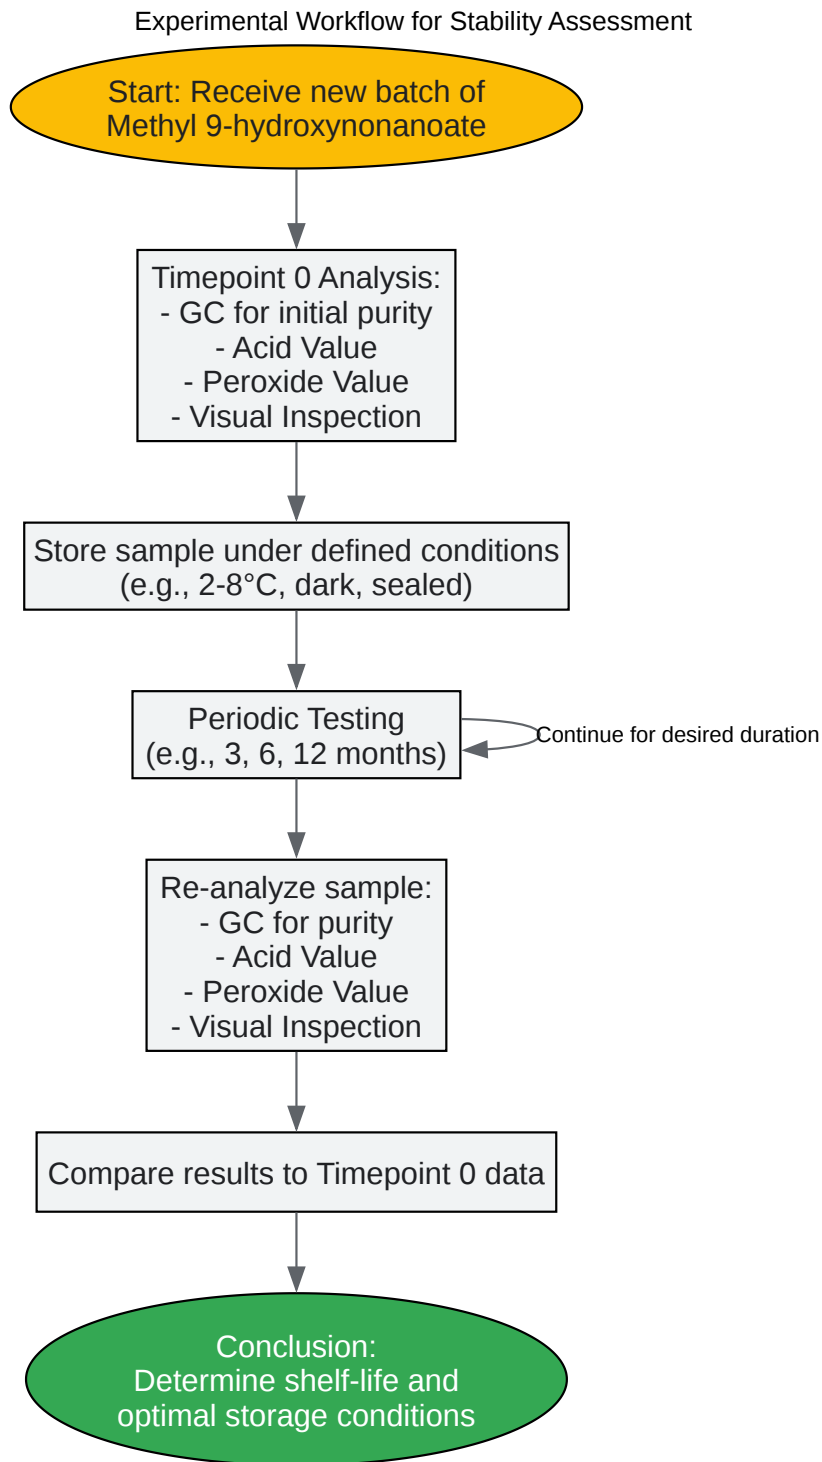 Experimental Workflow for Stability Assessment
Start: Receive new batch of
Methyl 9-hydroxynonanoate
Timepoint 0 Analysis:
- GC for initial purity
- Acid Value
- Peroxide Value
- Visual Inspection
Store sample under defined conditions
(e.g., 2-8°C, dark, sealed)
Periodic Testing
(e.g., 3, 6, 12 months)
Continue for desired duration
Re-analyze sample:
- GC for purity
- Acid Value
- Peroxide Value
- Visual Inspection
Compare results to Timepoint 0 data
Conclusion:
Determine shelf-life and
optimal storage conditions